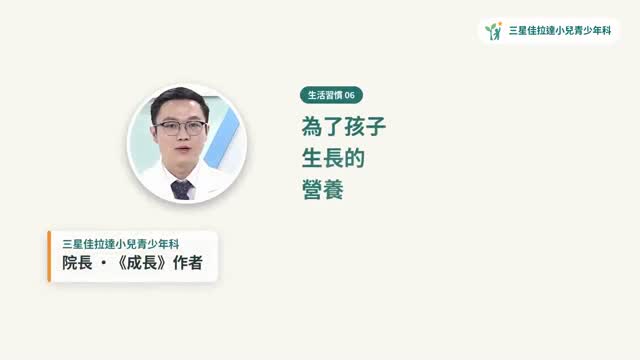 三星佳拉達小兒青少年科
生活習慣 06
為了孩子
生長的
營養
三星佳拉達小兒青少年科
院長 ·《成長》作者